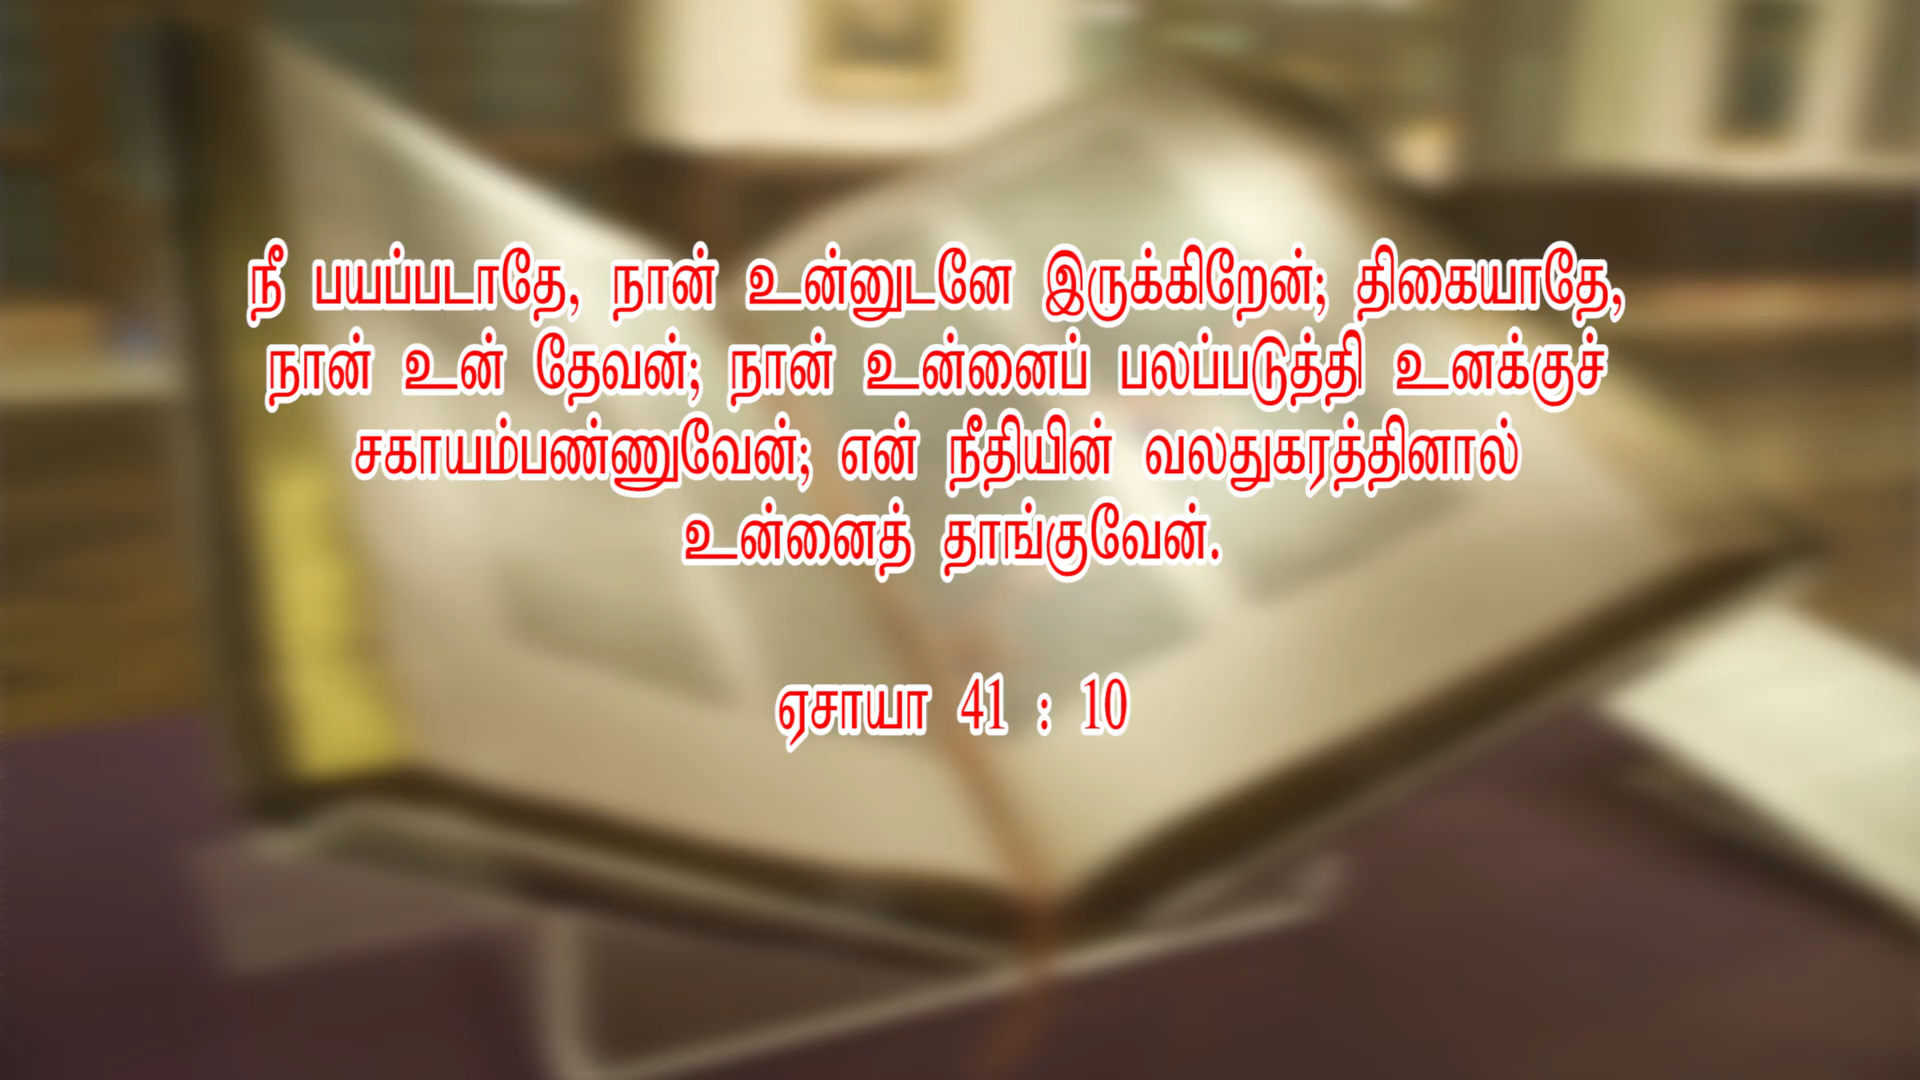 நீ பயப்படாதே, நான் உன்னுடனே இருக்கிறேன்; திகையாதே,
நான் உன் தேவன்; நான் உன்னைப் பலப்படுத்தி உனக்குச்
சகாயம்பண்ணுவேன்; என் நீதியின் வலதுகரத்தினால்
உன்னைத் தாங்குவேன்.
ஏசாயா 41 : 10